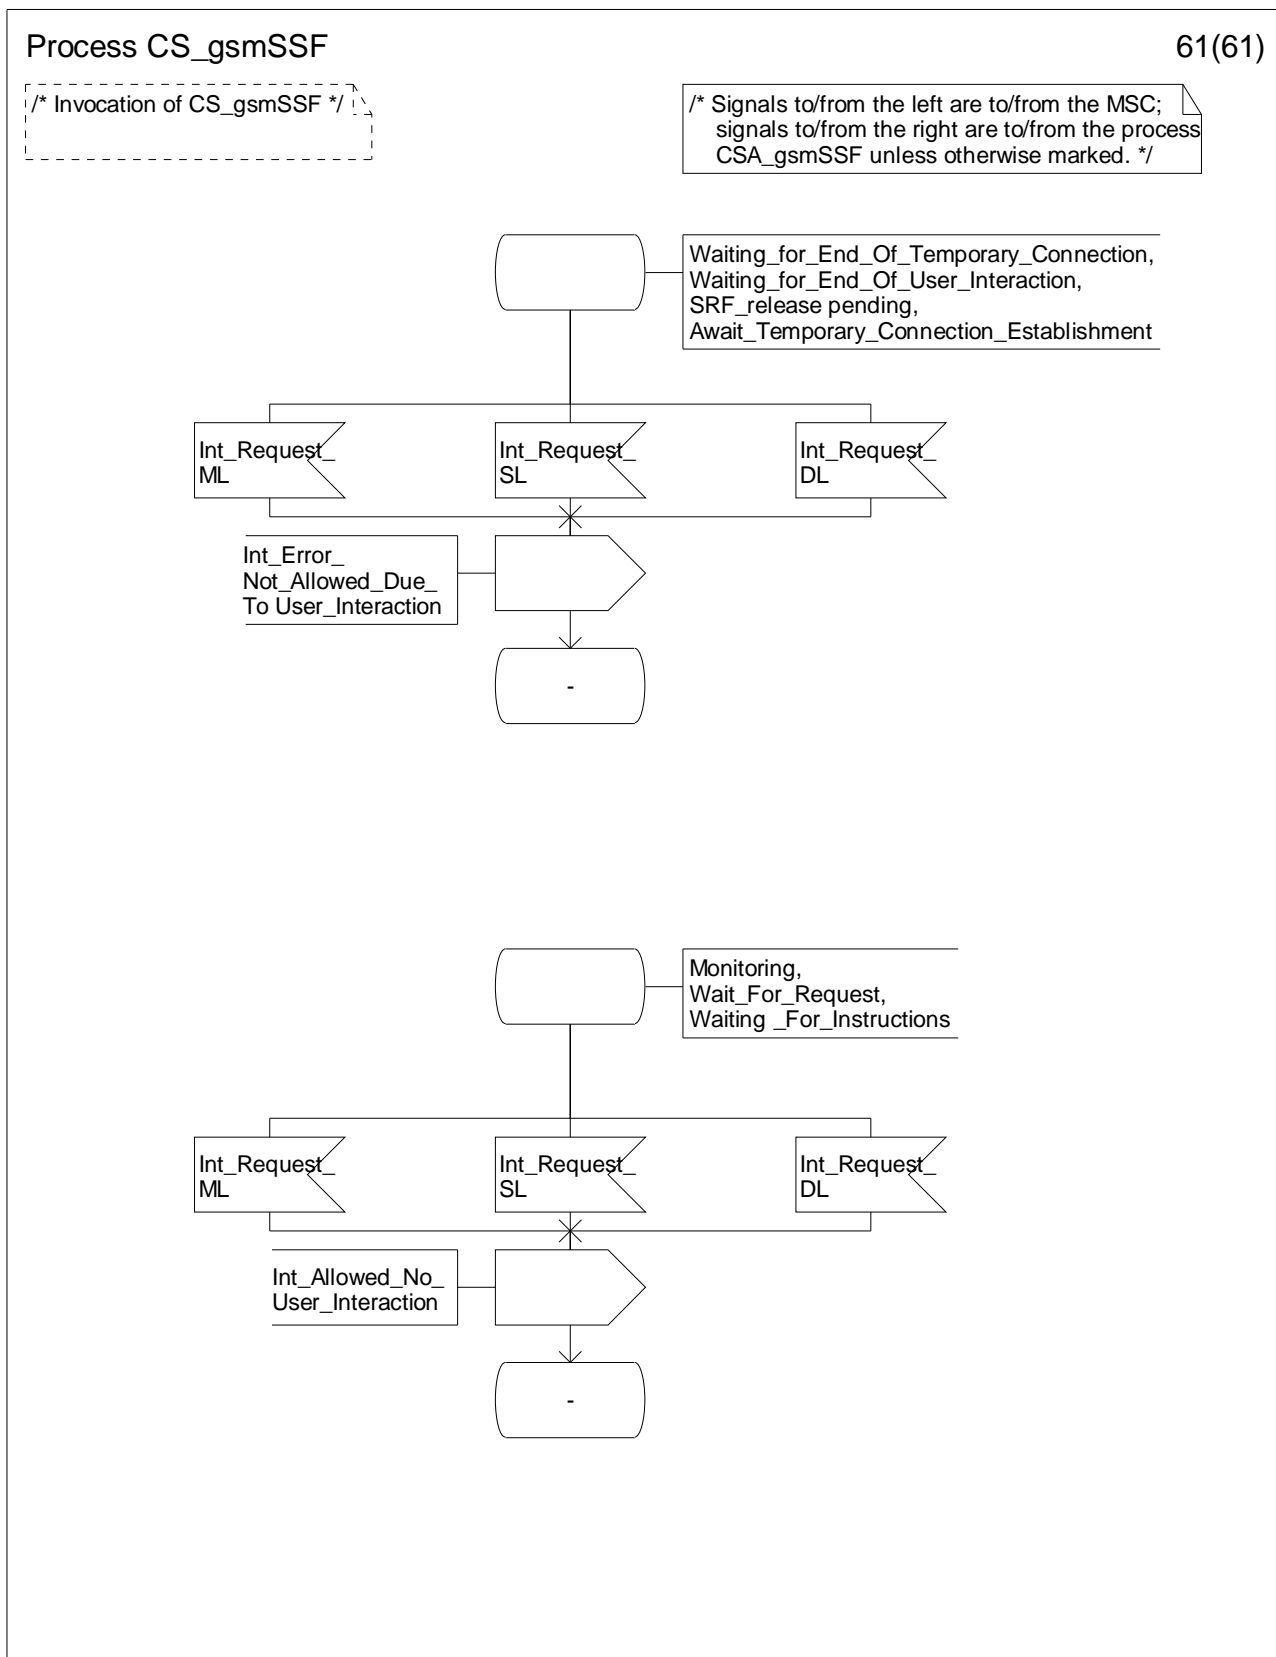 Process CS_gsmSSF
61(61)
/* Invocation of CS_gsmSSF */
/* Signals to/from the left are to/from the MSC;
signals to/from the right are to/from the process
CSA_gsmSSF unless otherwise marked. */
Waiting_for_End_Of_Temporary_Connection,
Waiting_for_End_Of_User_Interaction,
SRF_release pending,
Await_Temporary_Connection_Establishment
Int_Request_
ML
Int_Request_
SL
Int_Request_
DL
Int_Error_
Not_Allowed_Due_
To User_Interaction
-
Monitoring,
Wait_For_Request,
Waiting _For_Instructions
Int_Request_
ML
Int_Request_
SL
Int_Request_
DL
Int_Allowed_No_
User_Interaction
-